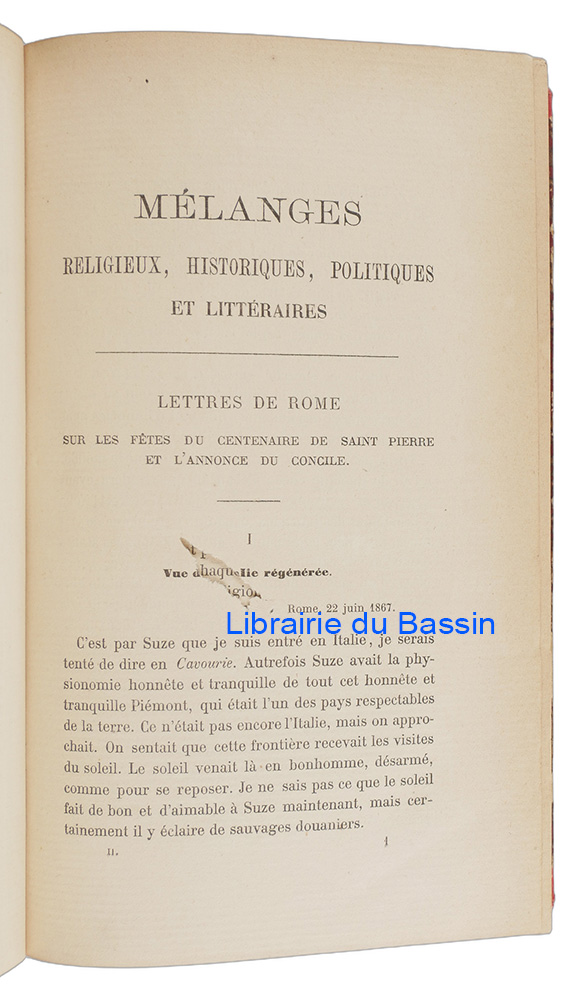 MÉLANGES
RELIGIEUX, HISTORIQUES, POLITIQUES
ET LITTÉRAIRES
LETTRES DE ROME
SUR LES FÊTES DU CENTENAIRE DE SAINT PIERRE
ET L'ANNONCE DU CONCILE.
I
Vue lie régénérée.
Rome, 22 juin 1867.
Librairie du Bassin
C'est par Suze que je suis entré en Italie, je serais
tenté de dire en Cavourie. Autrefois Suze avait la phy-
sionomie honnête et tranquille de tout cet honnête et
tranquille Piémont, qui était l'un des pays respectables
de la terre. Ce n'était pas encore l'Italie, mais on appro-
chait. On sentait que cette frontière recevait les visites
du soleil. Le soleil venait là en bonhomme, désarmé,
comme pour se reposer. Je ne sais pas ce que le soleil
fait de bon et d'aimable à Suze maintenant, mais cer-
tainement il y éclaire de sauvages douaniers.
II. 1